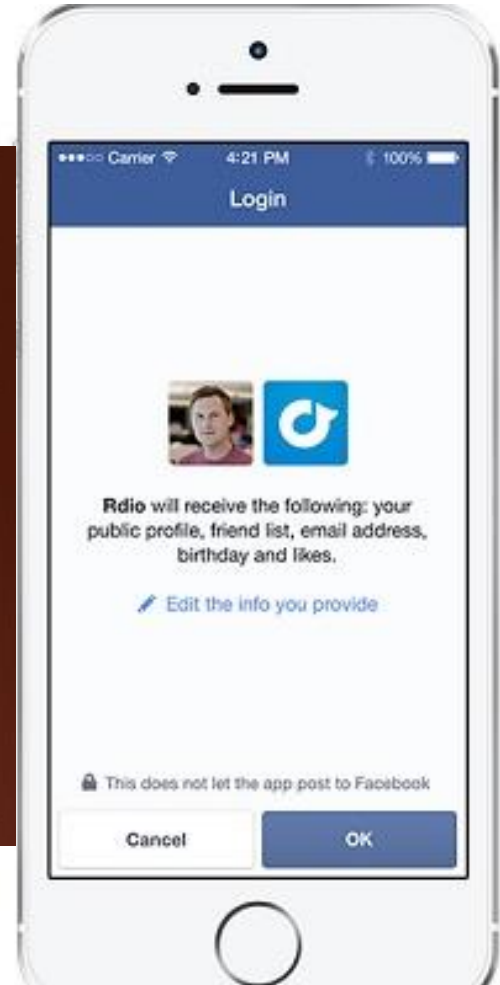 Carrier 4:21 PM 100%
Login
Rdio will receive the following: your
public profile, friend list, email address,
birthday and likes.
Edit the info you provide
This does not let the app post to Facebook
Cancel OK